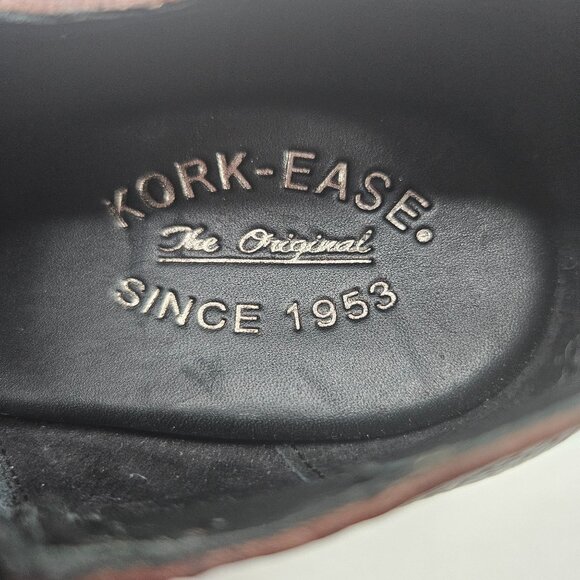 KORK-EASE®
The Original
SINCE 1953